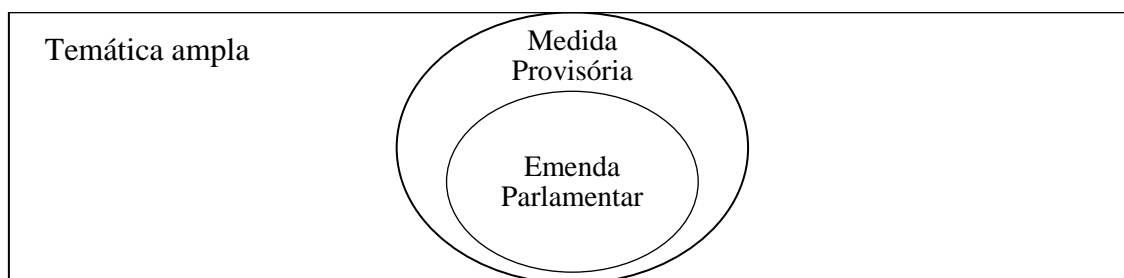 Temática ampla
Medida
Provisória
Emenda
Parlamentar